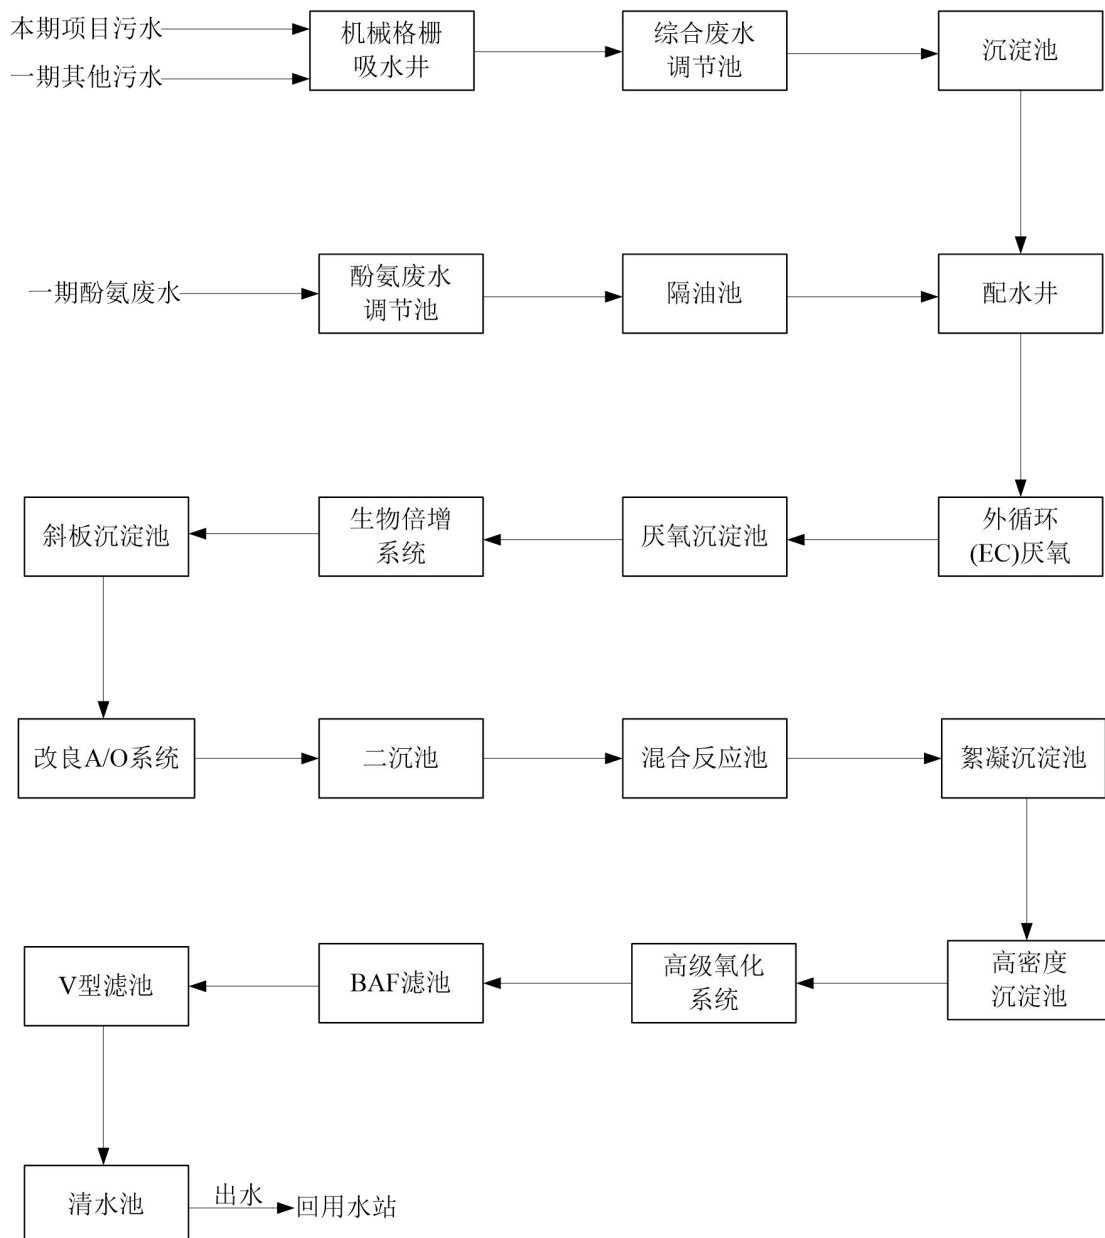 本期项目污水
一期其他污水
机械格栅
吸水井
综合废水
调节池
沉淀池
一期酚氨废水
酚氨废水
调节池
隔油池
配水井
斜板沉淀池
生物倍增
系统
厌氧沉淀池
外循环
(EC)厌氧
改良A/O系统
二沉池
混合反应池
絮凝沉淀池
V型滤池
BAF滤池
高级氧化
系统
高密度
沉淀池
清水池
出水
回用水站